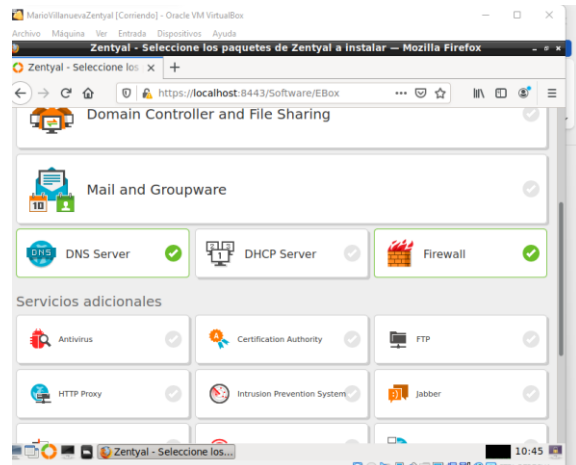 MarioVillanuevaZentyal [Corriendo] - Oracle VM VirtualBox
Archivo Máquina Ver Entrada Dispositivos Ayuda
Zentyal - Seleccione los paquetes de Zentyal a instalar — Mozilla Firefox
Zentyal - Seleccione los
https://localhost:8443/Software/EBox
Domain Controller and File Sharing
10
Mail and Groupware
DNS
DNS Server
1
DHCP Server
Firewall
Servicios adicionales
Antivirus
A
Certification Authority
FTP
HTTP Proxy
Intrusion Prevention System
Jabber
Zentyal - Seleccione los...
10:45